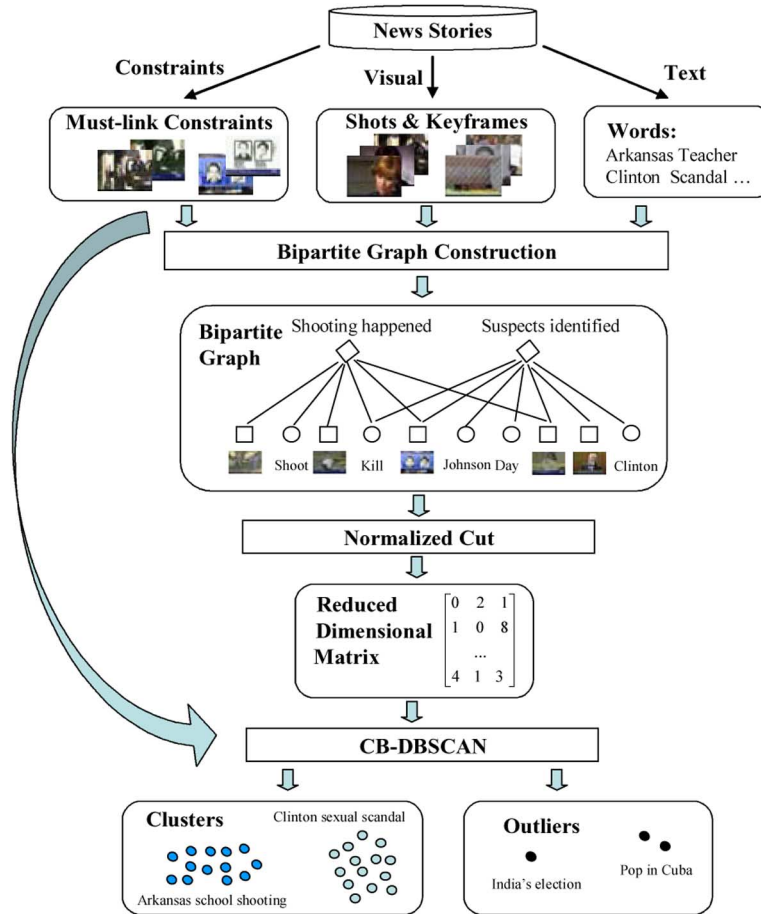 News Stories
Constraints
Visual
Text
Must-link Constraints
Shots & Keyframes
Words:
Arkansas Teacher
Clinton Scandal ...
Bipartite Graph Construction
Bipartite
Graph
Shooting happened
Suspects identified
Shoot
Kill
Johnson
Day
Clinton
Normalized Cut
Reduced
Dimensional
Matrix
0 2 1
1 0 8
...
4 1 3
CB-DBSCAN
Clusters
Clinton sexual scandal
Arkansas school shooting
Outliers
India's election
Pop in Cuba